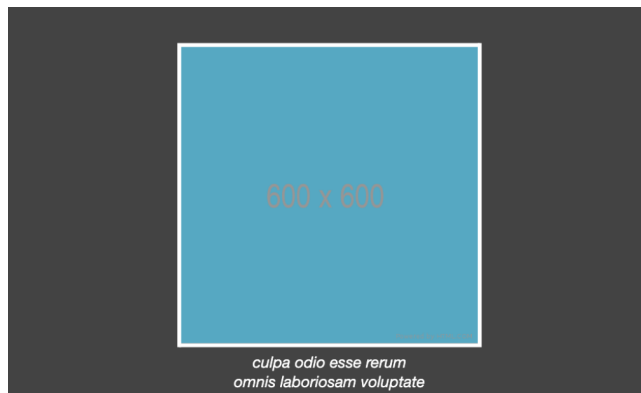 600 x 600
culpa odio esse rerum
omnis laboriosam voluptate